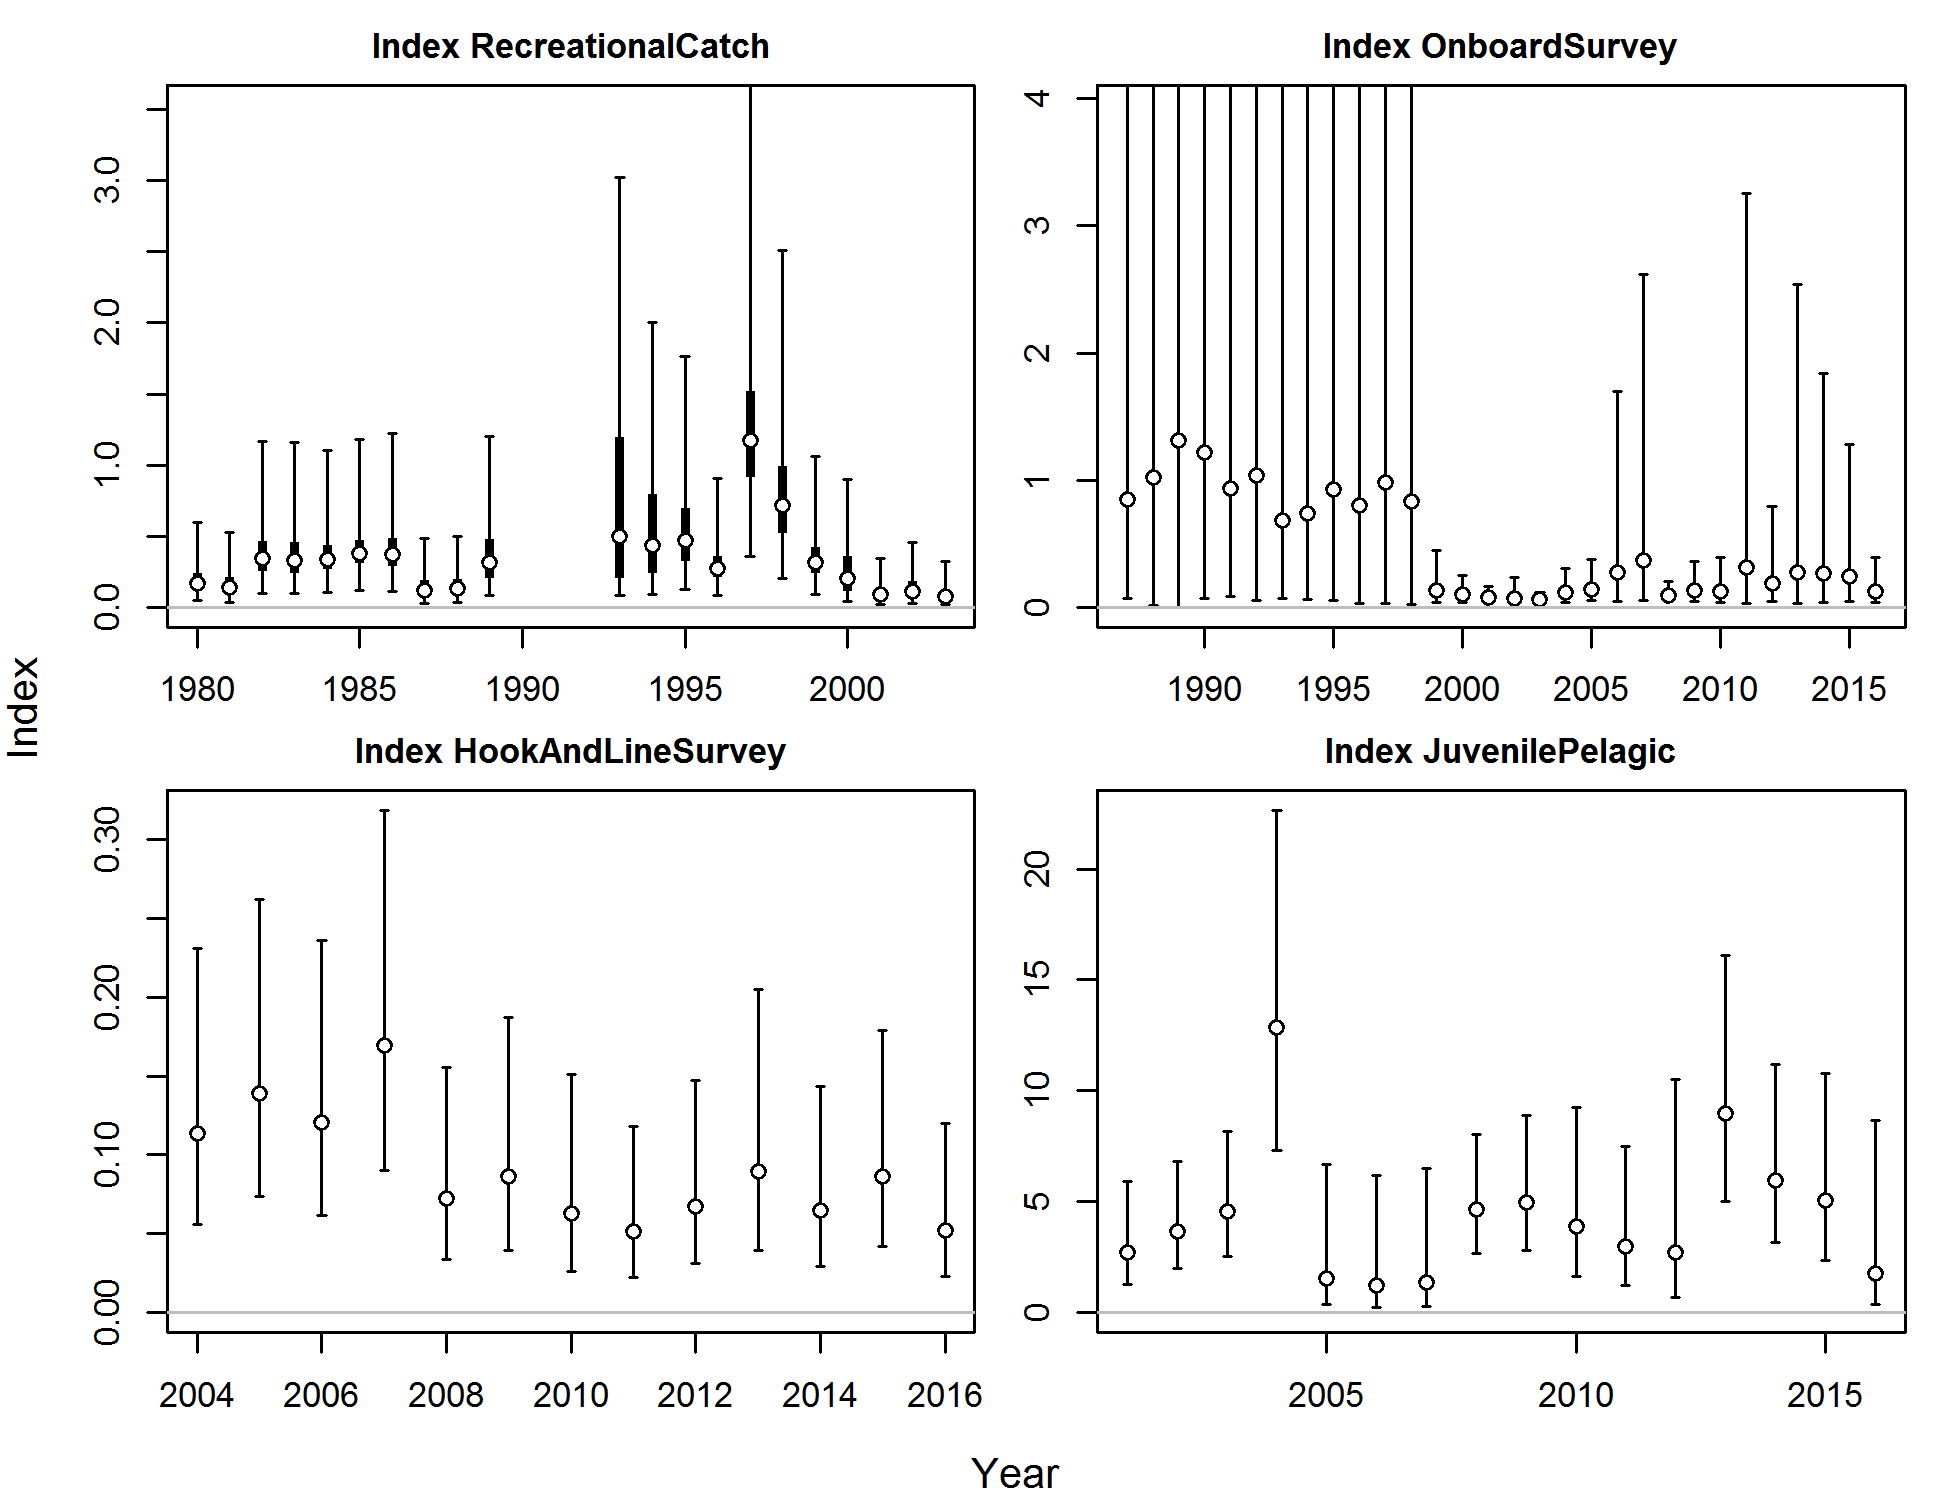 Index RecreationalCatch
Index OnboardSurvey
0.0 1.0 2.0 3.0
0 1 2 3 4
1980 1985 1990 1995 2000
1990 1995 2000 2005 2010 2015
Index
Index HookAndLineSurvey
Index JuvenilePelagic
0.00 0.10 0.20 0.30
0 5 10 15 20
2004 2006 2008 2010 2012 2014 2016
2005 2010 2015
Year